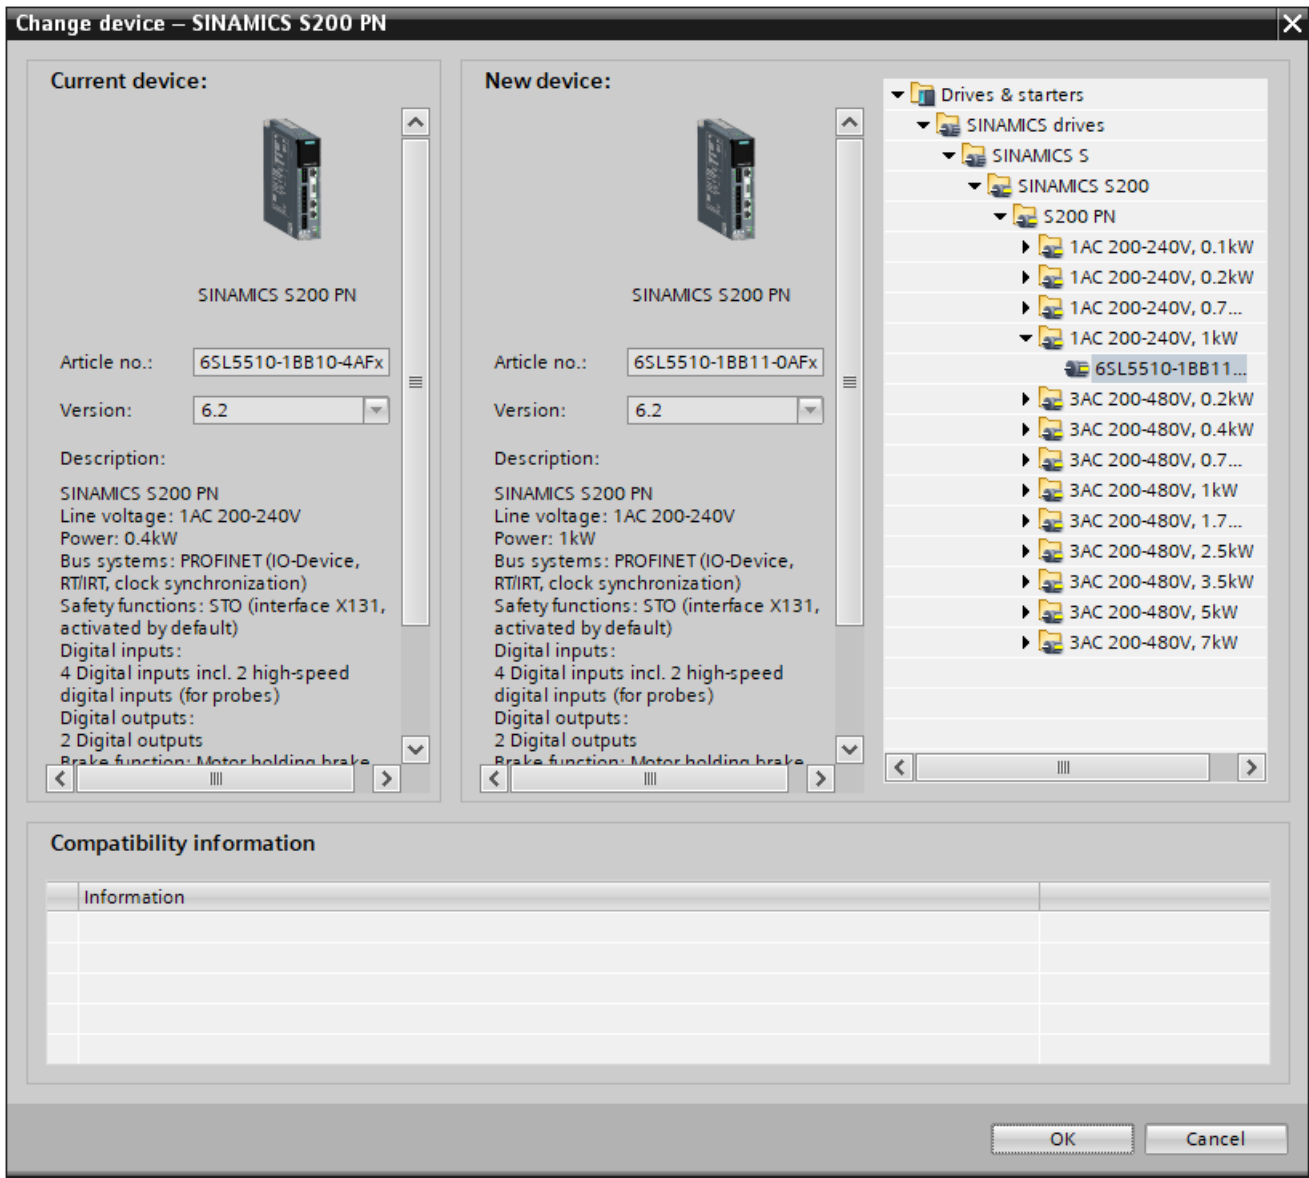 Change device – SINAMICS S200 PN
Current device:
SINAMICS S200 PN
Article no.: 6SL5510-1BB10-4AFx
Version: 6.2
Description:
SINAMICS S200 PN
Line voltage: 1AC 200-240V
Power: 0.4kW
Bus systems: PROFINET (IO-Device,
RT/IRT, clock synchronization)
Safety functions: STO (interface X131,
activated by default)
Digital inputs:
4 Digital inputs incl. 2 high-speed
digital inputs (for probes)
Digital outputs:
2 Digital outputs
Brake function: Motor holding brake
New device:
SINAMICS S200 PN
Article no.: 6SL5510-1BB11-0AFx
Version: 6.2
Description:
SINAMICS S200 PN
Line voltage: 1AC 200-240V
Power: 1kW
Bus systems: PROFINET (IO-Device,
RT/IRT, clock synchronization)
Safety functions: STO (interface X131,
activated by default)
Digital inputs:
4 Digital inputs incl. 2 high-speed
digital inputs (for probes)
Digital outputs:
2 Digital outputs
Brake function: Motor holding brake
Drives & starters
SINAMICS drives
SINAMICS S
SINAMICS S200
S200 PN
1AC 200-240V, 0.1kW
1AC 200-240V, 0.2kW
1AC 200-240V, 0.7...
1AC 200-240V, 1kW
6SL5510-1BB11...
3AC 200-480V, 0.2kW
3AC 200-480V, 0.4kW
3AC 200-480V, 0.7...
3AC 200-480V, 1kW
3AC 200-480V, 1.7...
3AC 200-480V, 2.5kW
3AC 200-480V, 3.5kW
3AC 200-480V, 5kW
3AC 200-480V, 7kW
Compatibility information
Information
OK
Cancel